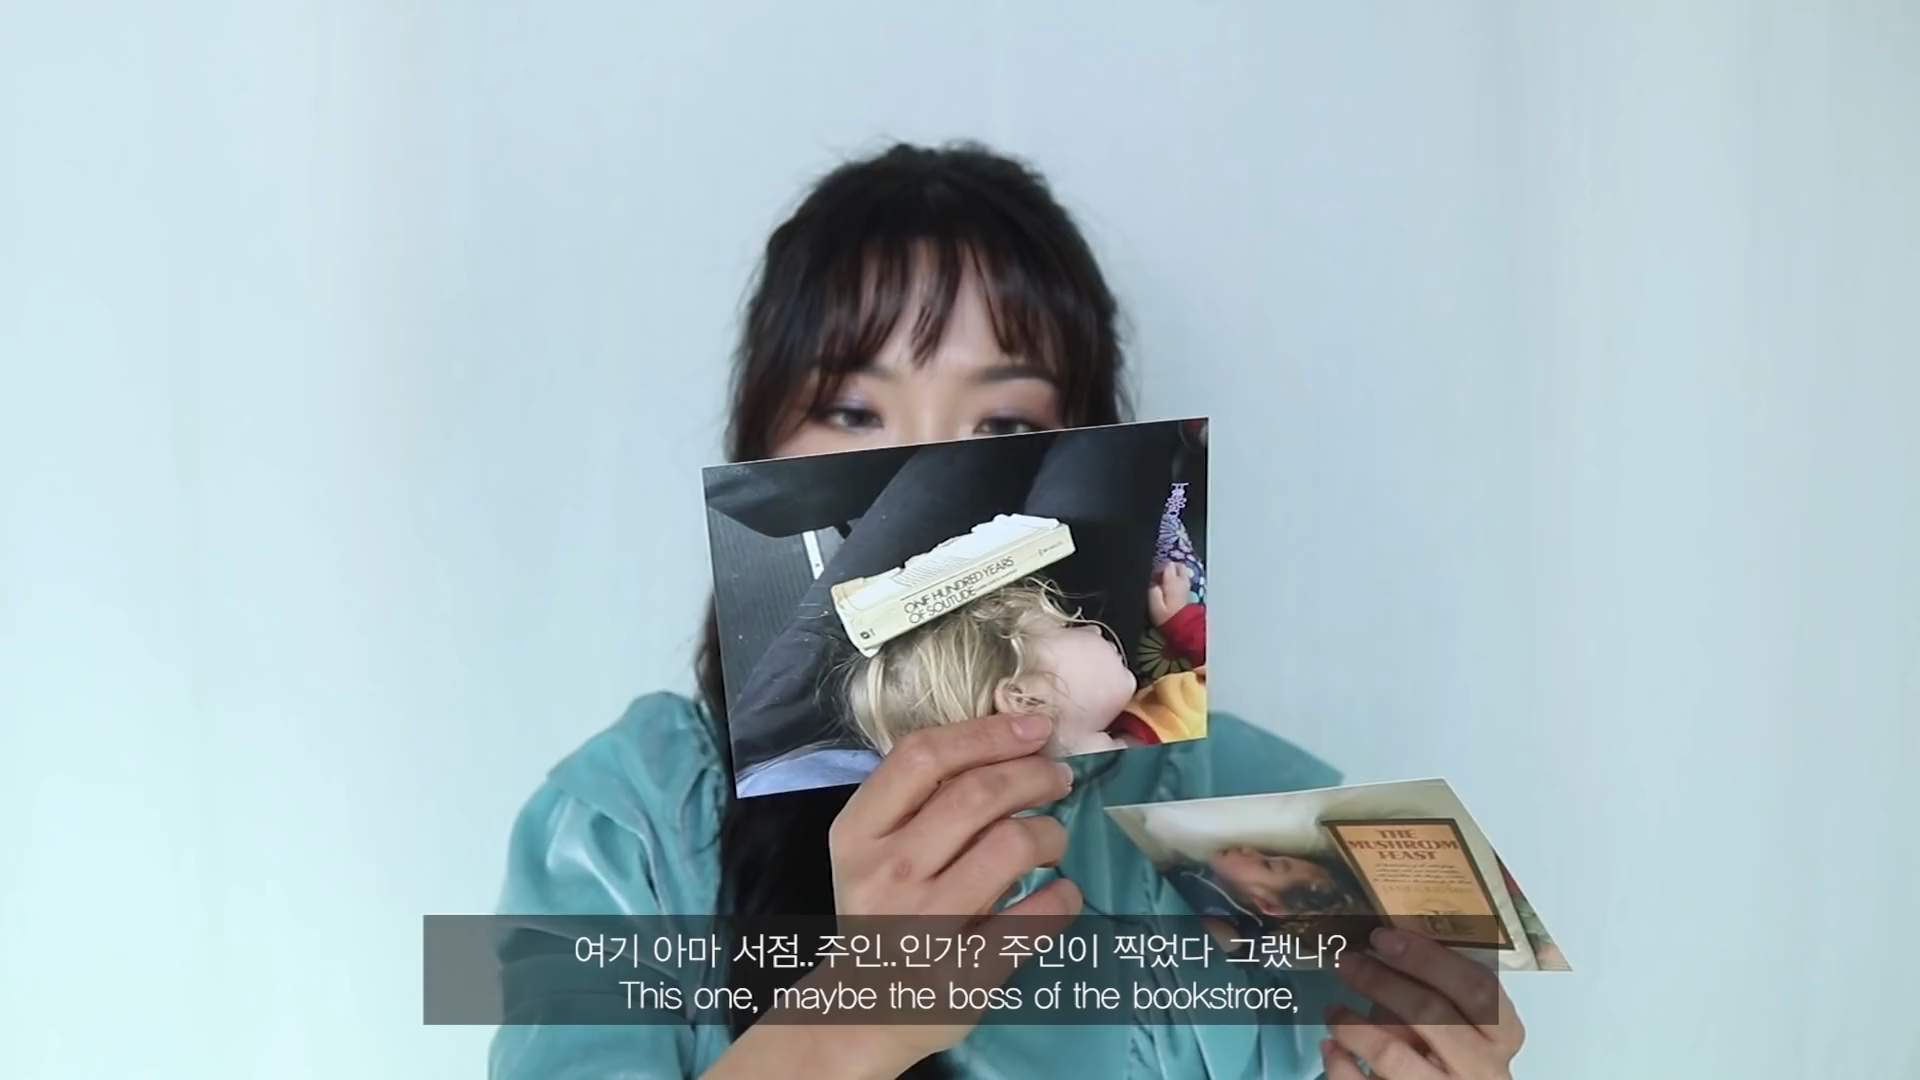 ONE HUNDRED YEARS
OF SOLITUDE
THE
MUSHROOM
FEAST
여기 아마 서점..주인..인가? 주인이 찍었다 그랬나?
This one, maybe the boss of the bookstrore,